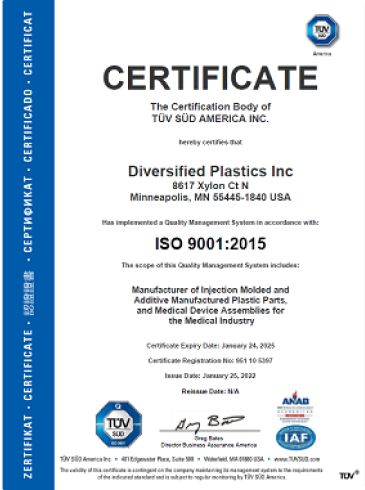 TÜV
SÜD
America
CERTIFICATE
The Certification Body of
TÜV SÜD AMERICA INC.
hereby certifies that
Diversified Plastics Inc
8617 Xylon Ct N
Minneapolis, MN 55445-1840 USA
Has implemented a Quality Management System in accordance with:
ISO 9001:2015
The scope of this Quality Management System includes:
Manufacturer of Injection Molded and
Additive Manufactured Plastic Parts,
and Medical Device Assemblies for
the Medical Industry
Certificate Expiry Date: January 24, 2025
Certificate Registration No: 951 10 5397
Issue Date: January 25, 2022
Reissue Date: N/A
TÜV
SÜD
ISO 9001
Greg Bates
Director Business Assurance America
ANAB
ACCREDITED
IAF
TÜV SÜD America Inc • 401 Edgewater Place, Suite 500 • Wakefield, MA 01880 USA • www.TUVSUD.com
The validity of this certificate is contingent on the company maintaining its management system to the requirements
of the indicated standard and is subject to regular monitoring by TÜV SÜD America.
TÜV®
ZERTIFIKAT • CERTIFICATE • 認證證書 • СЕРТИФИКАТ • CERTIFICADO • CERTIFICAT